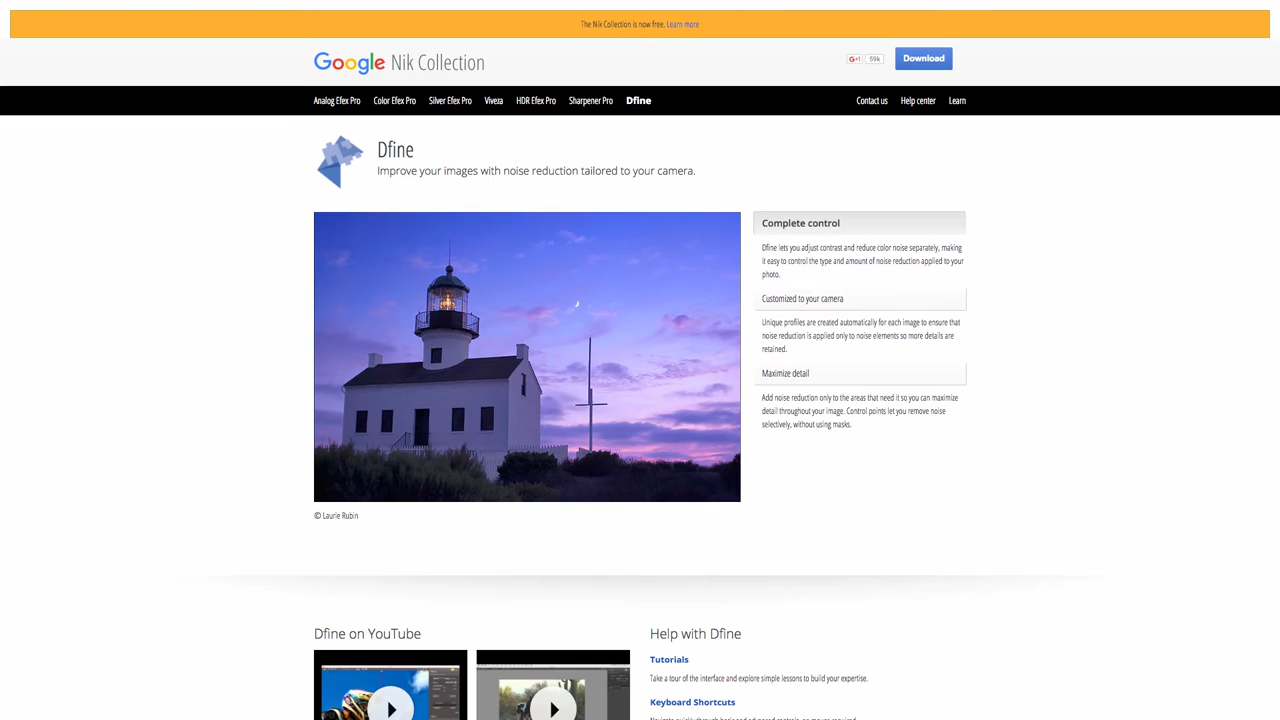 The Nik Collection is now free. Learn more
Google Nik Collection
G+1 59k
Download
Analog Efex Pro Color Efex Pro Silver Efex Pro Viveza HDR Efex Pro Sharpener Pro Dfine Contact us Help center Learn
Dfine
Improve your images with noise reduction tailored to your camera.
Complete control
Dfine lets you adjust contrast and reduce color noise separately, making
it easy to control the type and amount of noise reduction applied to your
photo.
Customized to your camera
Unique profiles are created automatically for each image to ensure that
noise reduction is applied only to noise elements so more details are
retained.
Maximize detail
Add noise reduction only to the areas that need it so you can maximize
detail throughout your image. Control points let you remove noise
selectively, without using masks.
© Laurie Rubin
Dfine on YouTube
Help with Dfine
Tutorials
Take a tour of the interface and explore simple lessons to build your expertise.
Keyboard Shortcuts